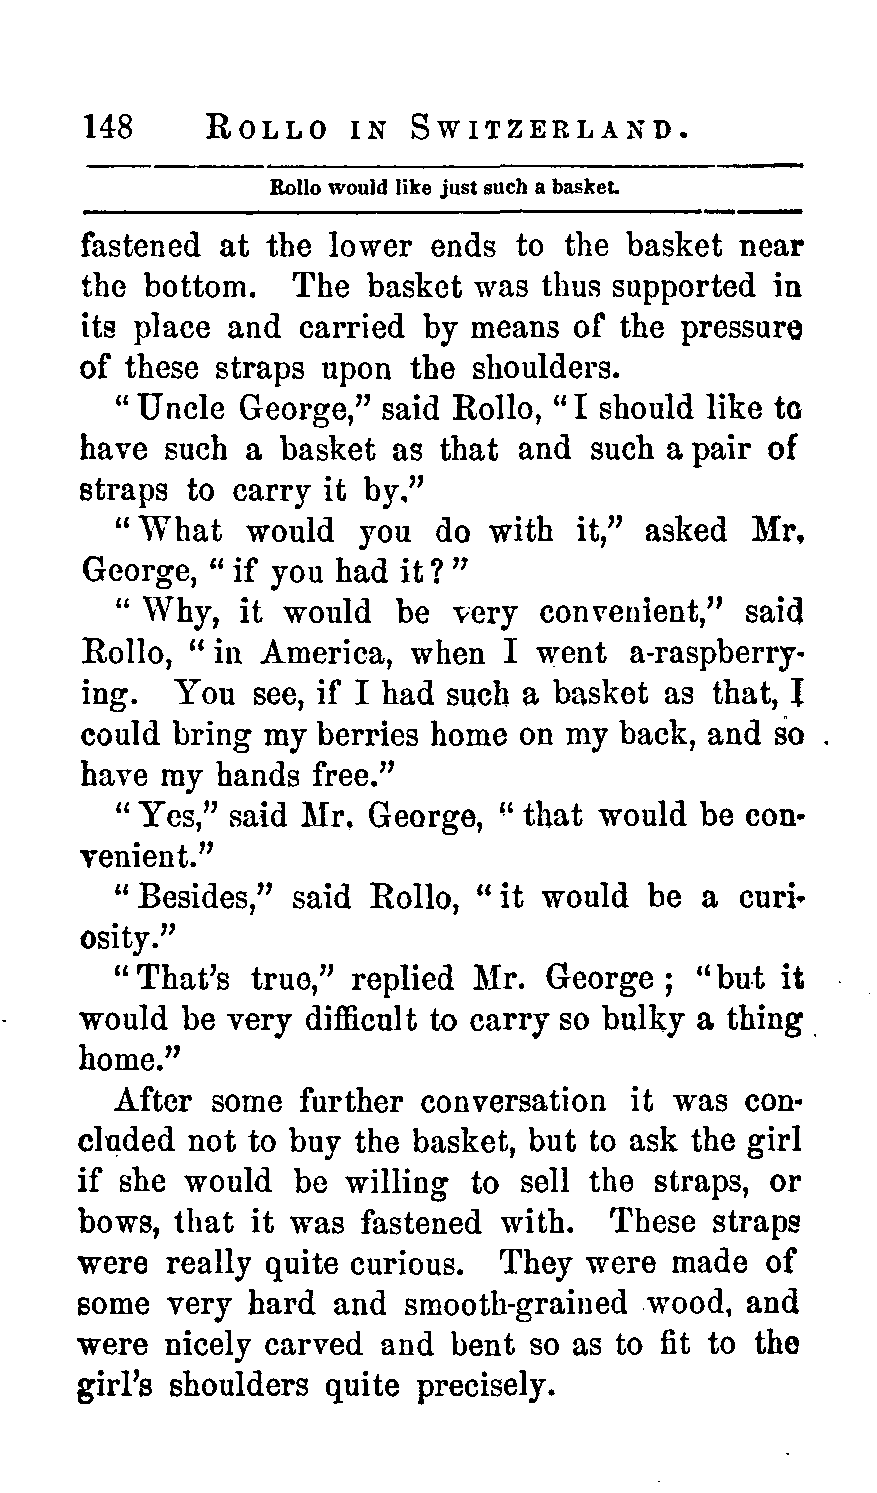 148 ROLLO IN SWITZERLAND.
Rollo would like just such a basket.
fastened at the lower ends to the basket near
the bottom. The basket was thus supported in
its place and carried by means of the pressure
of these straps upon the shoulders.
“Uncle George,” said Rollo, “I should like to
have such a basket as that and such a pair of
straps to carry it by.”
“What would you do with it,” asked Mr.
George, “if you had it?”
“Why, it would be very convenient,” said
Rollo, “in America, when I went a-raspberry-
ing. You see, if I had such a basket as that, I
could bring my berries home on my back, and so
have my hands free.”
“Yes,” said Mr. George, “that would be con-
venient.”
“Besides,” said Rollo, “it would be a curi-
osity.”
“That's true,” replied Mr. George; “but it
would be very difficult to carry so bulky a thing
home.”
After some further conversation it was con-
cluded not to buy the basket, but to ask the girl
if she would be willing to sell the straps, or
bows, that it was fastened with. These straps
were really quite curious. They were made of
some very hard and smooth-grained wood, and
were nicely carved and bent so as to fit to the
girl's shoulders quite precisely.